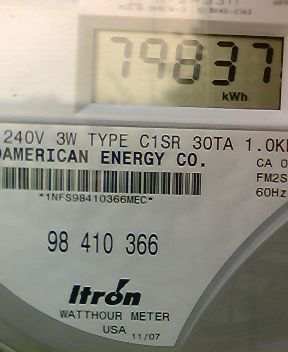 79837
kWh
240V 3W TYPE C1SR 30TA 1.0
AMERICAN ENERGY CO.
CA
FM2S
60Hz
*1NFS98410366MEC*
98 410 366
Itron
WATTHOUR METER
USA 11/07